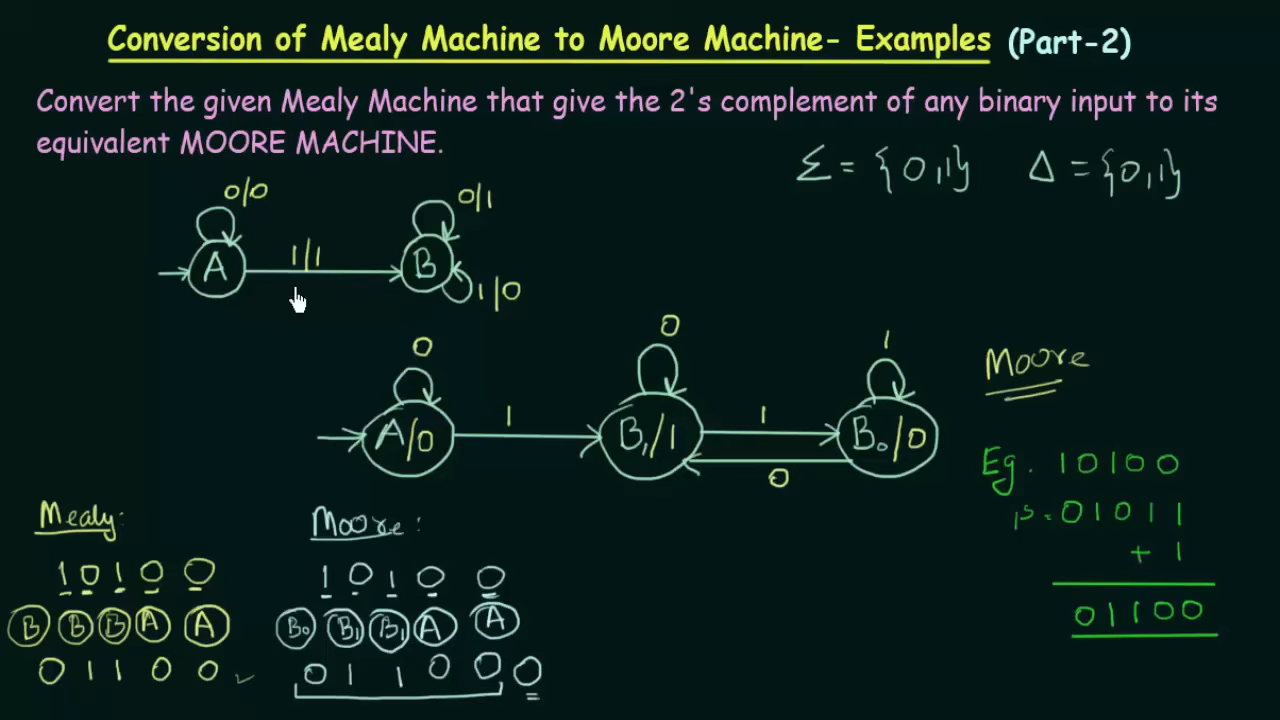 Conversion of Mealy Machine to Moore Machine- Examples (Part-2)
Convert the given Mealy Machine that give the 2's complement of any binary input to its
equivalent MOORE MACHINE.
Σ = {0,1} Δ = {0,1}
0/0 0/1
A 1/1 B
1/0
0 0 1
A/0 1 B₁/1 1 B₀/0
0
Moore
Eg. 10100
1's = 01011
+ 1
01100
Mealy:
1 0 1 0 0
B B B A A
0 1 1 0 0 ✓
Moore:
1 0 1 0 0
B₀ B₁ B₁ A A
0 1 1 0 0 0